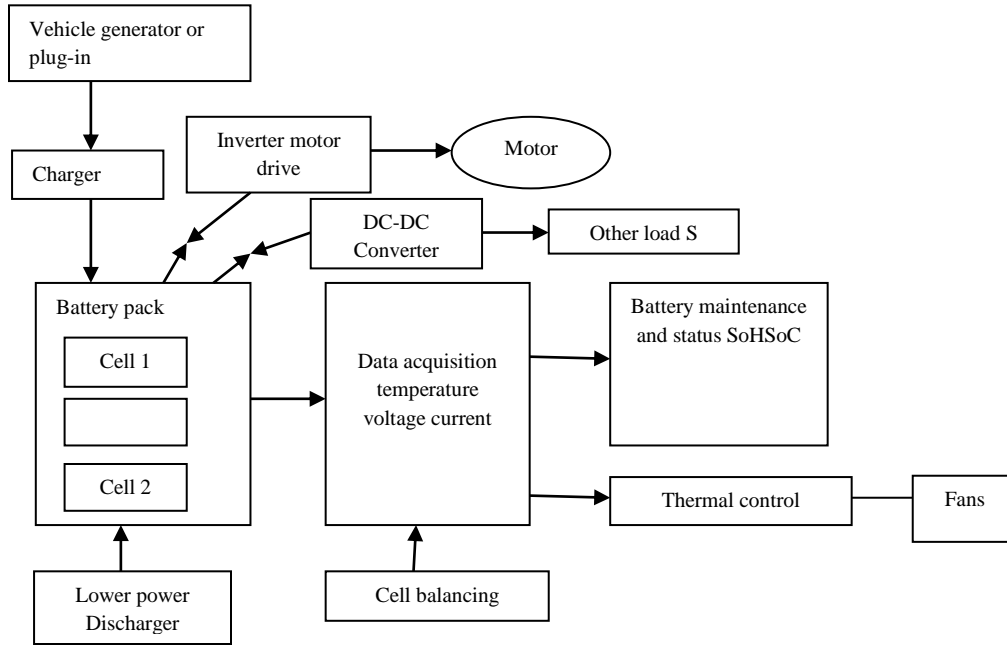 Vehicle generator or
plug-in
Inverter motor
drive
Motor
Charger
DC-DC
Converter
Other load S
Battery pack
Cell 1
Cell 2
Data acquisition
temperature
voltage current
Battery maintenance
and status SoHSoC
Thermal control
Fans
Lower power
Discharger
Cell balancing